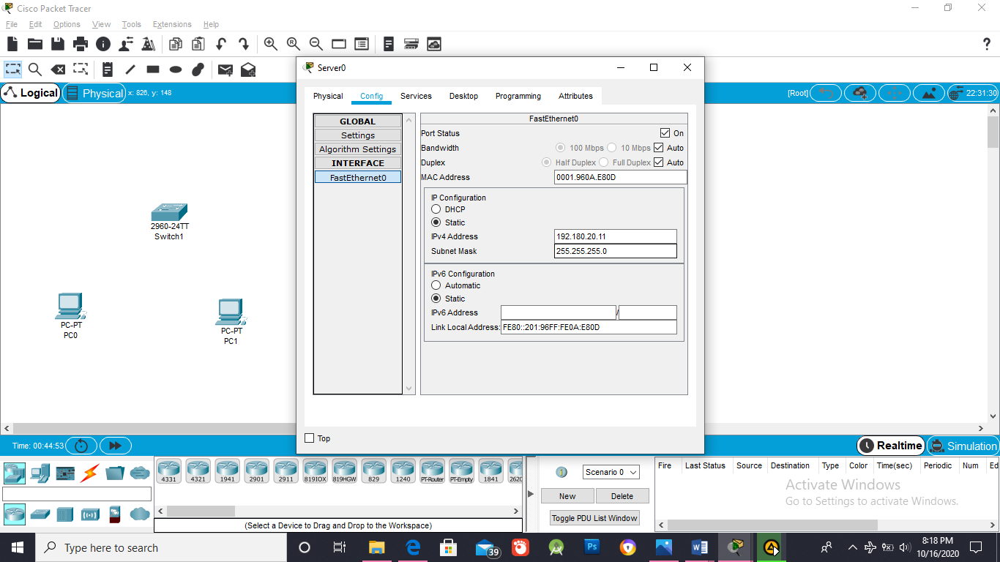 Cisco Packet Tracer
File Edit Options View Tools Extensions Help
Logical
Physical
x: 826, y: 148
[Root]
22:31:30
Server0
Physical Config Services Desktop Programming Attributes
GLOBAL
Settings
Algorithm Settings
INTERFACE
FastEthernet0
FastEthernet0
Port Status On
Bandwidth 100 Mbps 10 Mbps Auto
Duplex Half Duplex Full Duplex Auto
MAC Address 0001.960A.E80D
IP Configuration
DHCP
Static
IPv4 Address 192.180.20.11
Subnet Mask 255.255.255.0
IPv6 Configuration
Automatic
Static
IPv6 Address /
Link Local Address: FE80::201:96FF:FE0A:E80D
Top
2960-24TT
Switch1
PC-PT
PC0
PC-PT
PC1
Time: 00:44:53
Realtime
Simulation
4331 4321 1941 2901 2911 819IOX 819HGW 829 1240 PT-Router PT-Empty 1841 2620
(Select a Device to Drag and Drop to the Workspace)
Scenario 0
New Delete
Toggle PDU List Window
Fire Last Status Source Destination Type Color Time(sec) Periodic Num Ed
Activate Windows
Go to Settings to activate Windows.
Type here to search
39
Ps
8:18 PM
10/16/2020